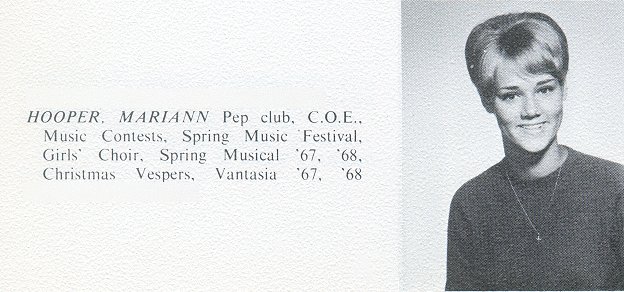 HOOPER, MARIANN Pep club, C.O.E.,
Music Contests, Spring Music Festival,
Girls' Choir, Spring Musical '67, '68,
Christmas Vespers, Vantasia '67, '68